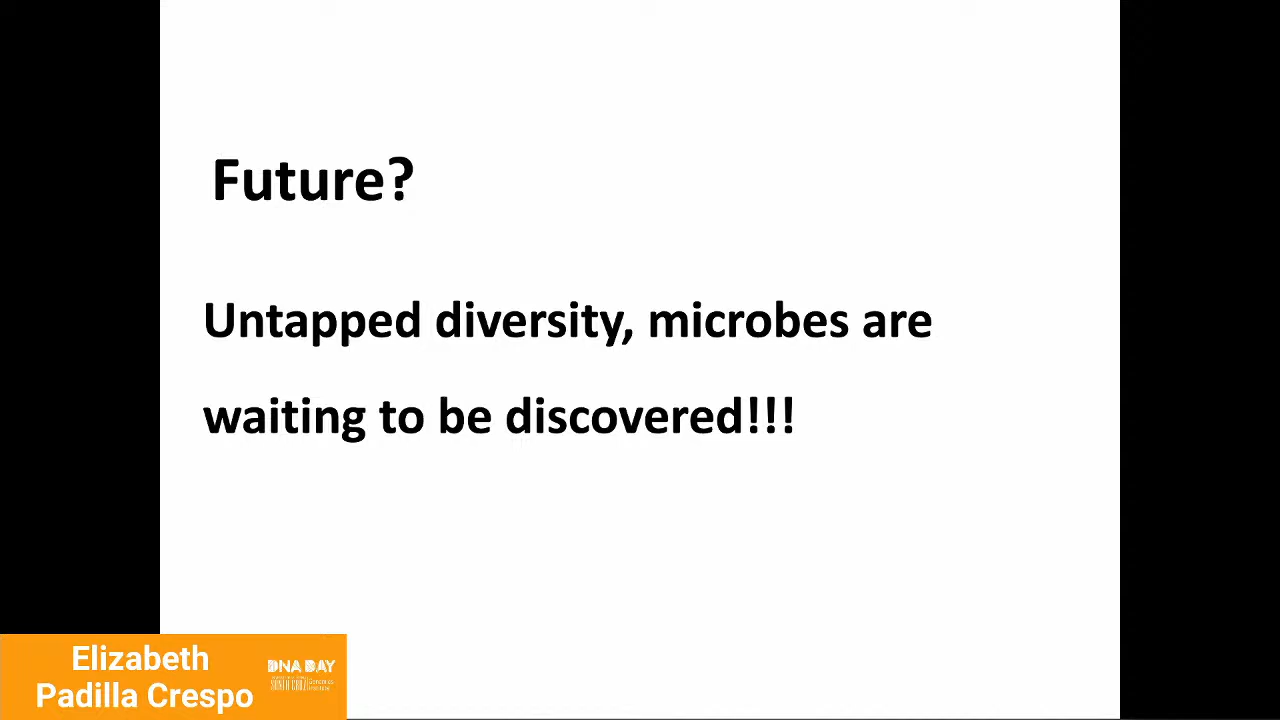 Future?
Untapped diversity, microbes are
waiting to be discovered!!!
Elizabeth
Padilla Crespo
DNA DAY